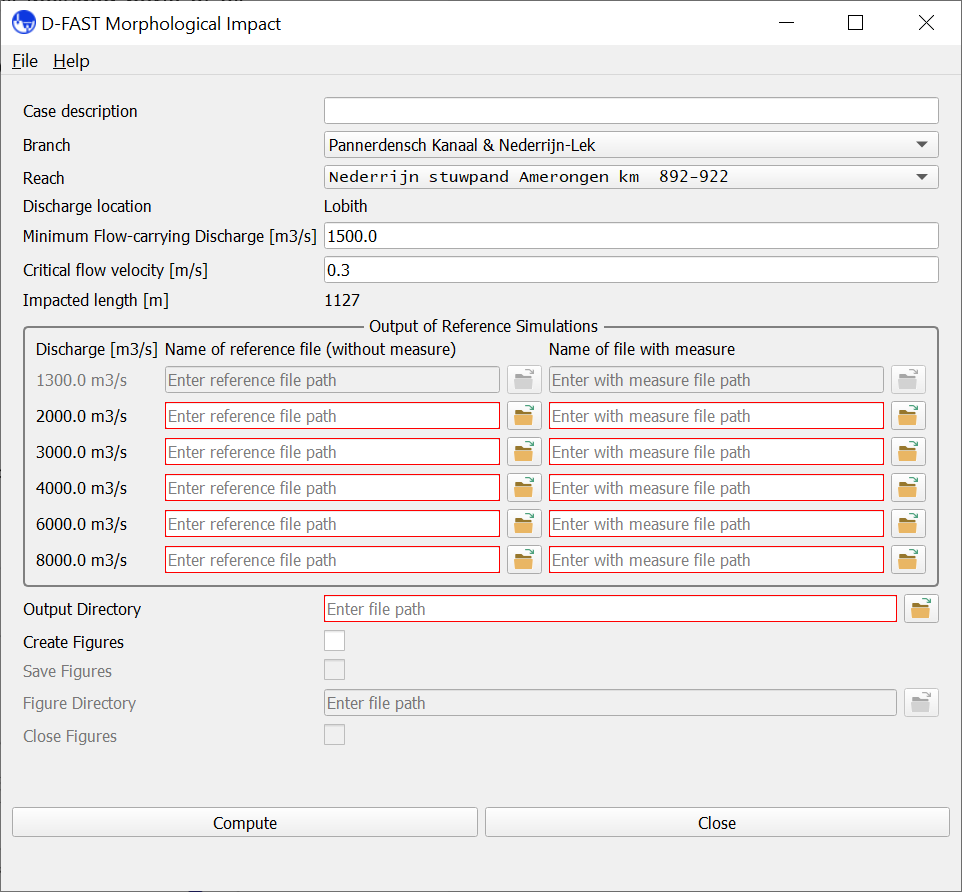 D-FAST Morphological Impact
File Help
Case description
Branch Pannerdensch Kanaal & Nederrijn-Lek
Reach Nederrijn stuwpand Amerongen km  892-922
Discharge location Lobith
Minimum Flow-carrying Discharge [m3/s] 1500.0
Critical flow velocity [m/s] 0.3
Impacted length [m] 1127
Output of Reference Simulations
Discharge [m3/s] Name of reference file (without measure) Name of file with measure
1300.0 m3/s Enter reference file path Enter with measure file path
2000.0 m3/s Enter reference file path Enter with measure file path
3000.0 m3/s Enter reference file path Enter with measure file path
4000.0 m3/s Enter reference file path Enter with measure file path
6000.0 m3/s Enter reference file path Enter with measure file path
8000.0 m3/s Enter reference file path Enter with measure file path
Output Directory Enter file path
Create Figures
Save Figures
Figure Directory Enter file path
Close Figures
Compute Close